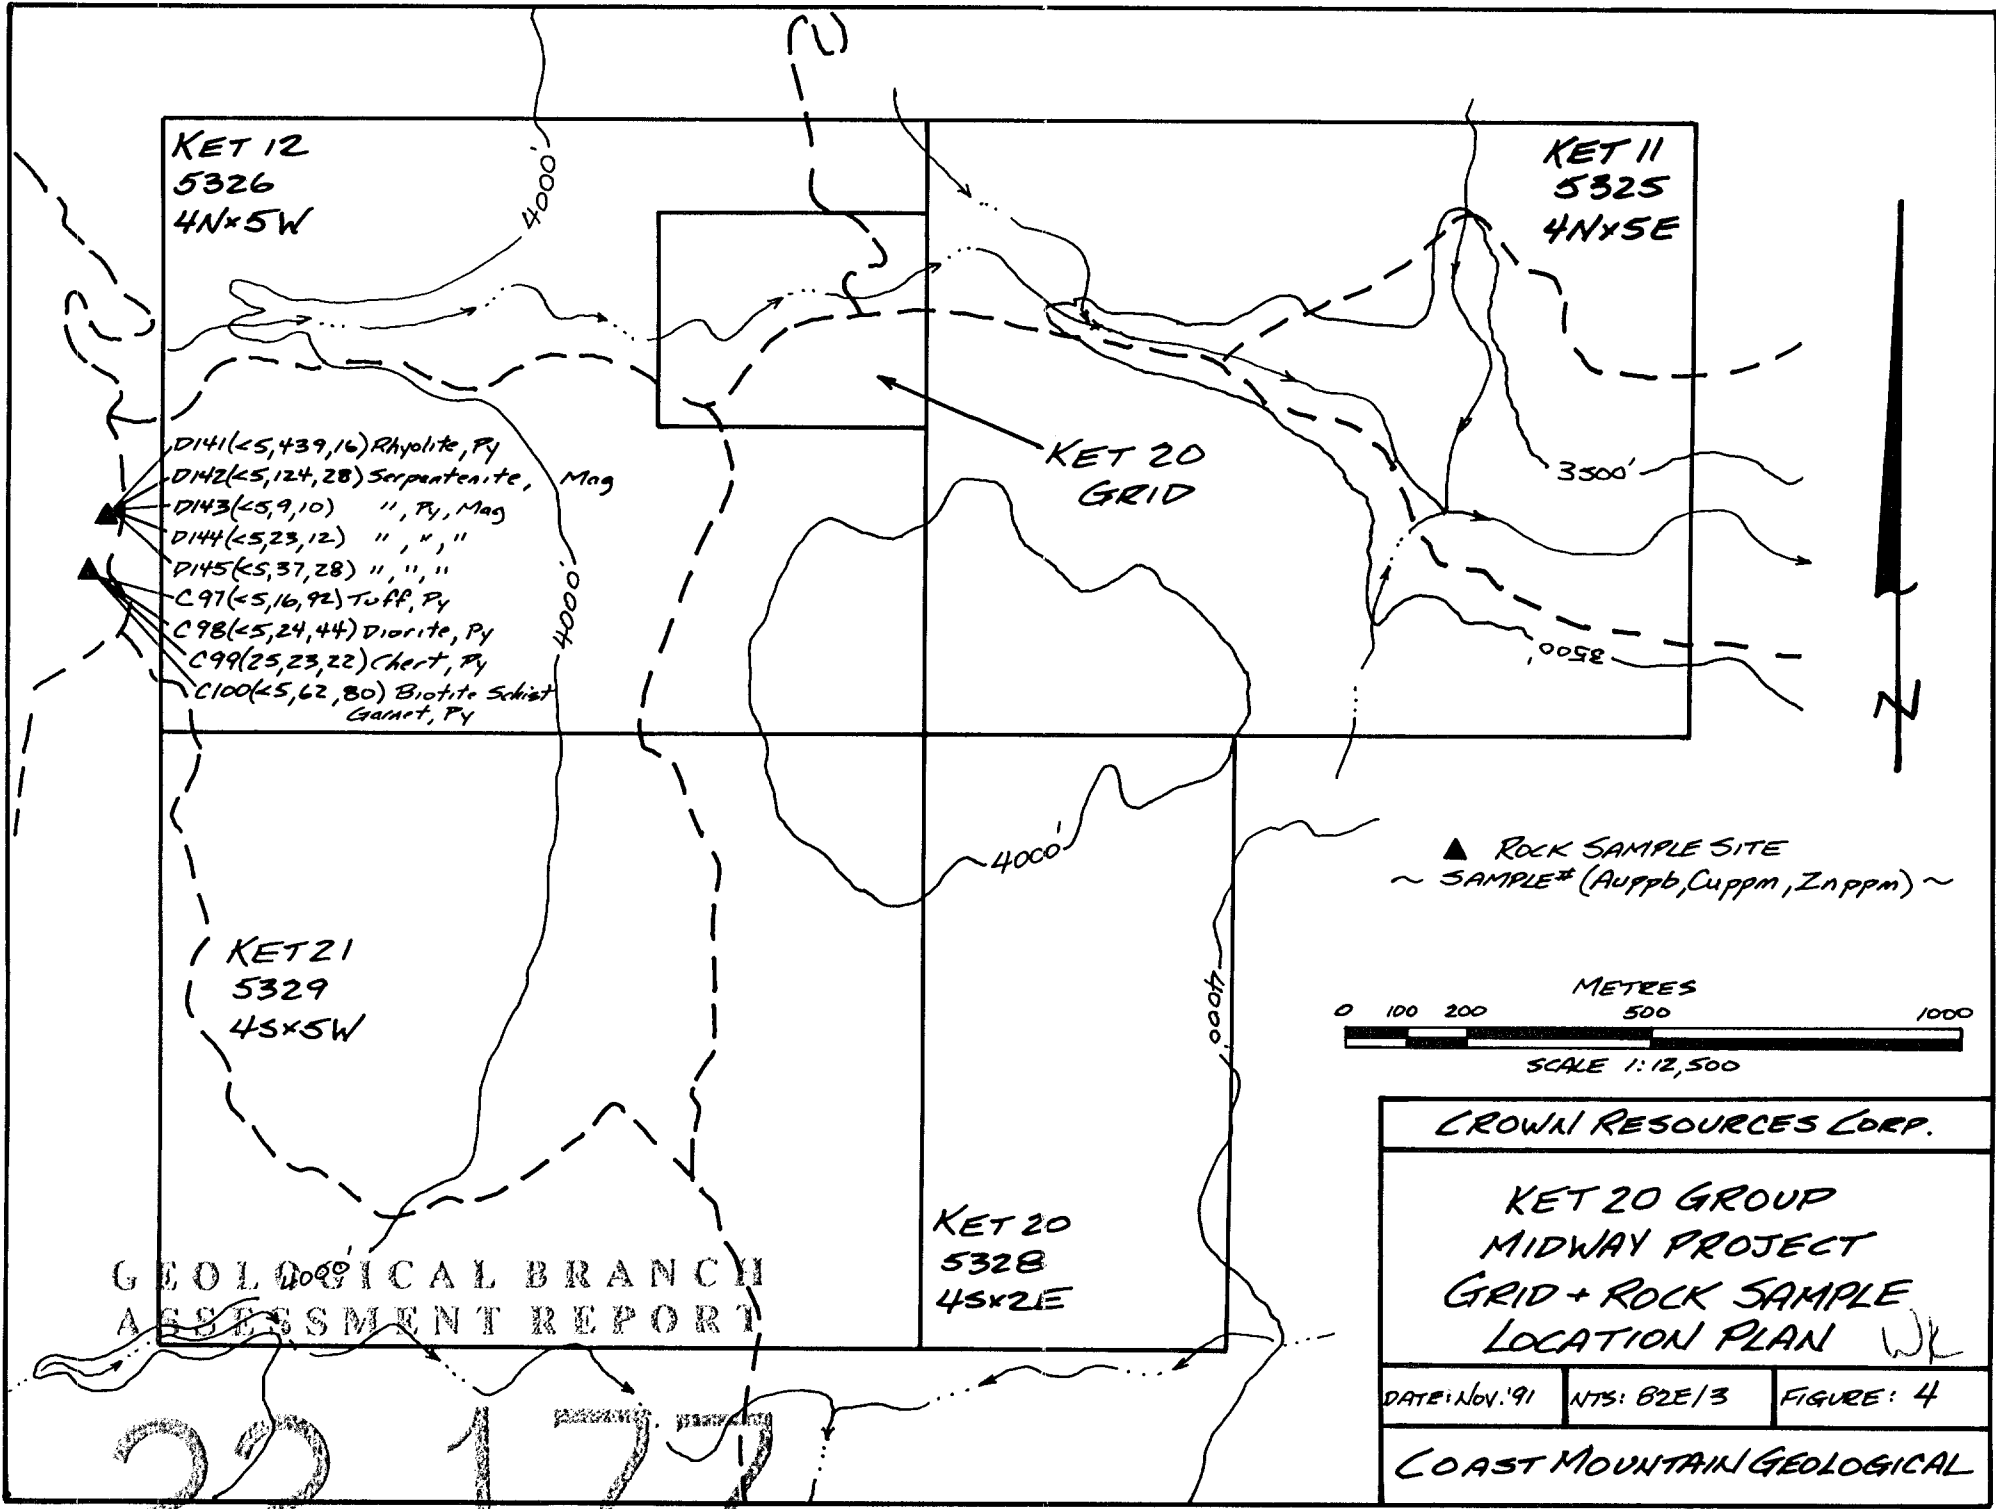 KET 12
5326
4N×5W
4000'
KET 11
5325
4N×5E
D141(<5,439,16) Rhyolite, Py
D142(<5,124,28) Serpentenite, Mag
D143(<5,9,10) ", Py, Mag
D144(<5,23,12) ", ", "
D145(<5,37,28) ", ", "
C97(<5,16,92) Tuff, Py
C98(<5,24,44) Diorite, Py
C99(25,23,22) Chert, Py
C100(<5,62,80) Biotite Schist
Garnet, Py
KET 20
GRID
3500'
4000'
3500'
N
4000'
▲ ROCK SAMPLE SITE
~ SAMPLE# (Auppb, Cuppm, Znppm) ~
KET 21
5329
4S×5W
4000'
METRES
0 100 200 500 1000
SCALE 1:12,500
KET 20
5328
4S×2E
4000'
GEOLOGICAL BRANCH
ASSESSMENT REPORT
22,177
CROWN RESOURCES CORP.
KET 20 GROUP
MIDWAY PROJECT
GRID + ROCK SAMPLE
LOCATION PLAN
WK
DATE: NOV. '91
NTS: 82E/3
FIGURE: 4
COAST MOUNTAIN GEOLOGICAL